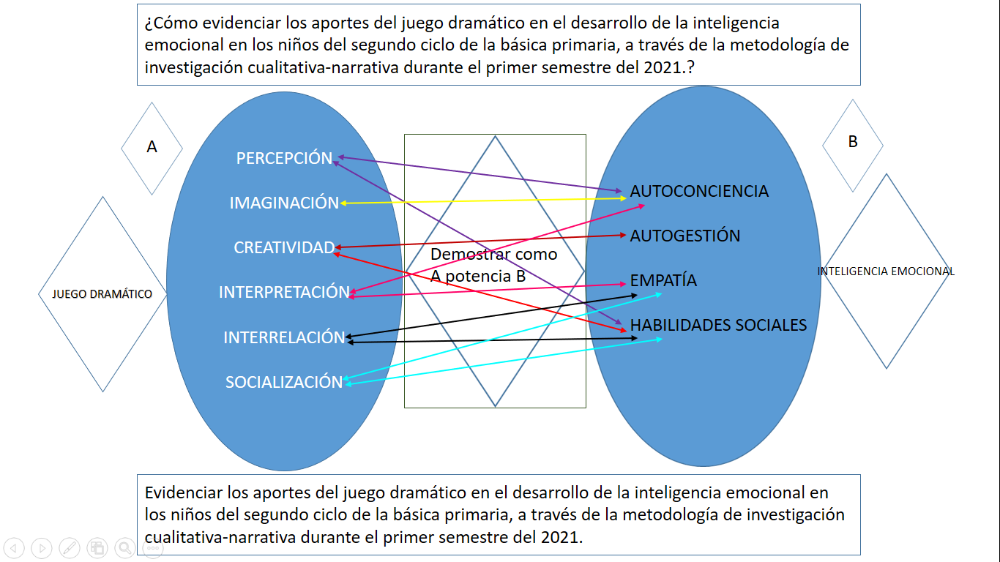 ¿Cómo evidenciar los aportes del juego dramático en el desarrollo de la inteligencia
emocional en los niños del segundo ciclo de la básica primaria, a través de la metodología de
investigación cualitativa-narrativa durante el primer semestre del 2021.?
A
B
PERCEPCIÓN
IMAGINACIÓN
CREATIVIDAD
INTERPRETACIÓN
INTERRELACIÓN
SOCIALIZACIÓN
JUEGO DRAMÁTICO
Demostrar como
A potencia B
AUTOCONCIENCIA
AUTOGESTIÓN
EMPATÍA
HABILIDADES SOCIALES
INTELIGENCIA EMOCIONAL
Evidenciar los aportes del juego dramático en el desarrollo de la inteligencia emocional en
los niños del segundo ciclo de la básica primaria, a través de la metodología de investigación
cualitativa-narrativa durante el primer semestre del 2021.